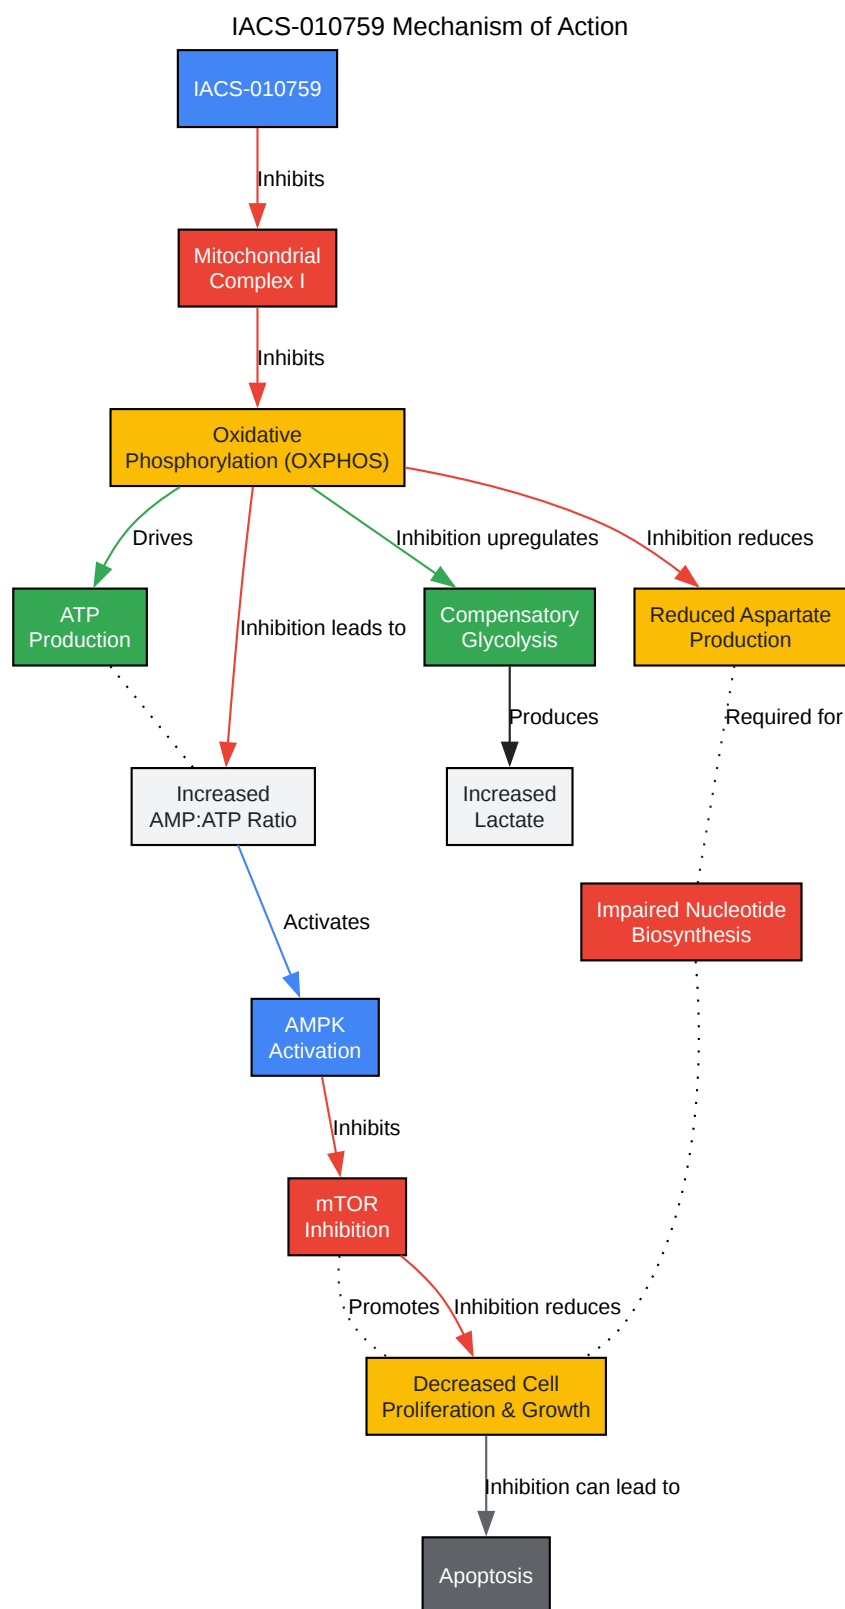 IACS-010759 Mechanism of Action
IACS-010759
Inhibits
Mitochondrial
Complex I
Inhibits
Oxidative
Phosphorylation (OXPHOS)
Drives
Inhibition upregulates
Inhibition reduces
ATP
Production
Inhibition leads to
Compensatory
Glycolysis
Reduced Aspartate
Production
Produces
Required for
Increased
AMP:ATP Ratio
Increased
Lactate
Impaired Nucleotide
Biosynthesis
Activates
AMPK
Activation
Inhibits
mTOR
Inhibition
Promotes
Inhibition reduces
Decreased Cell
Proliferation & Growth
Inhibition can lead to
Apoptosis